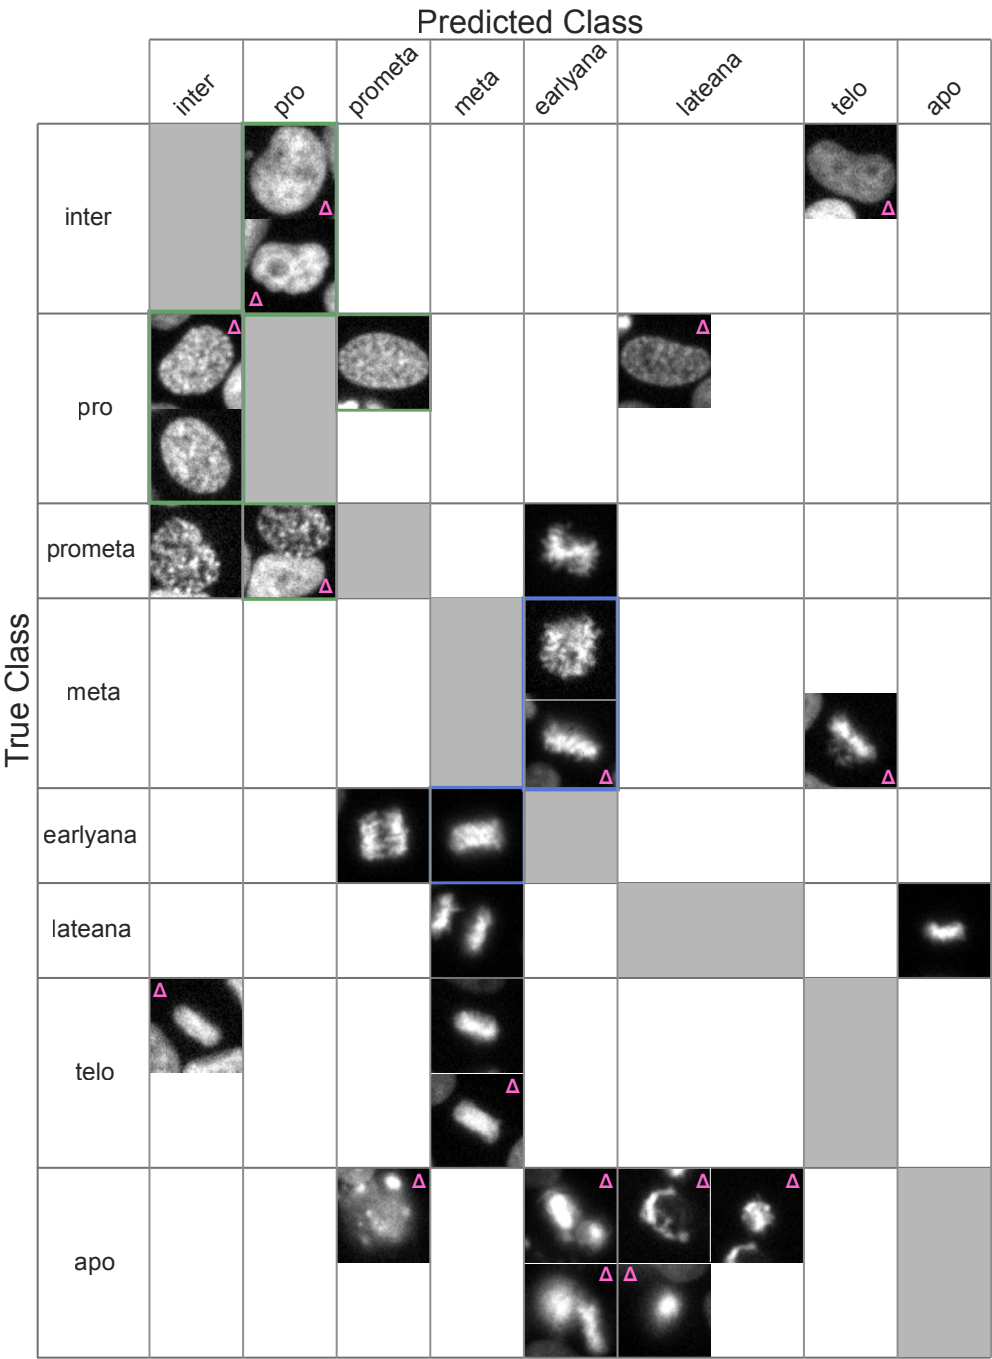 Predicted Class
inter pro prometa meta earlyana lateana telo apo
True Class
inter
Δ
Δ
Δ
pro
Δ
Δ
prometa
Δ
meta
Δ
Δ
earlyana
lateana
telo
Δ
Δ
apo
Δ
Δ
Δ
Δ
Δ
Δ